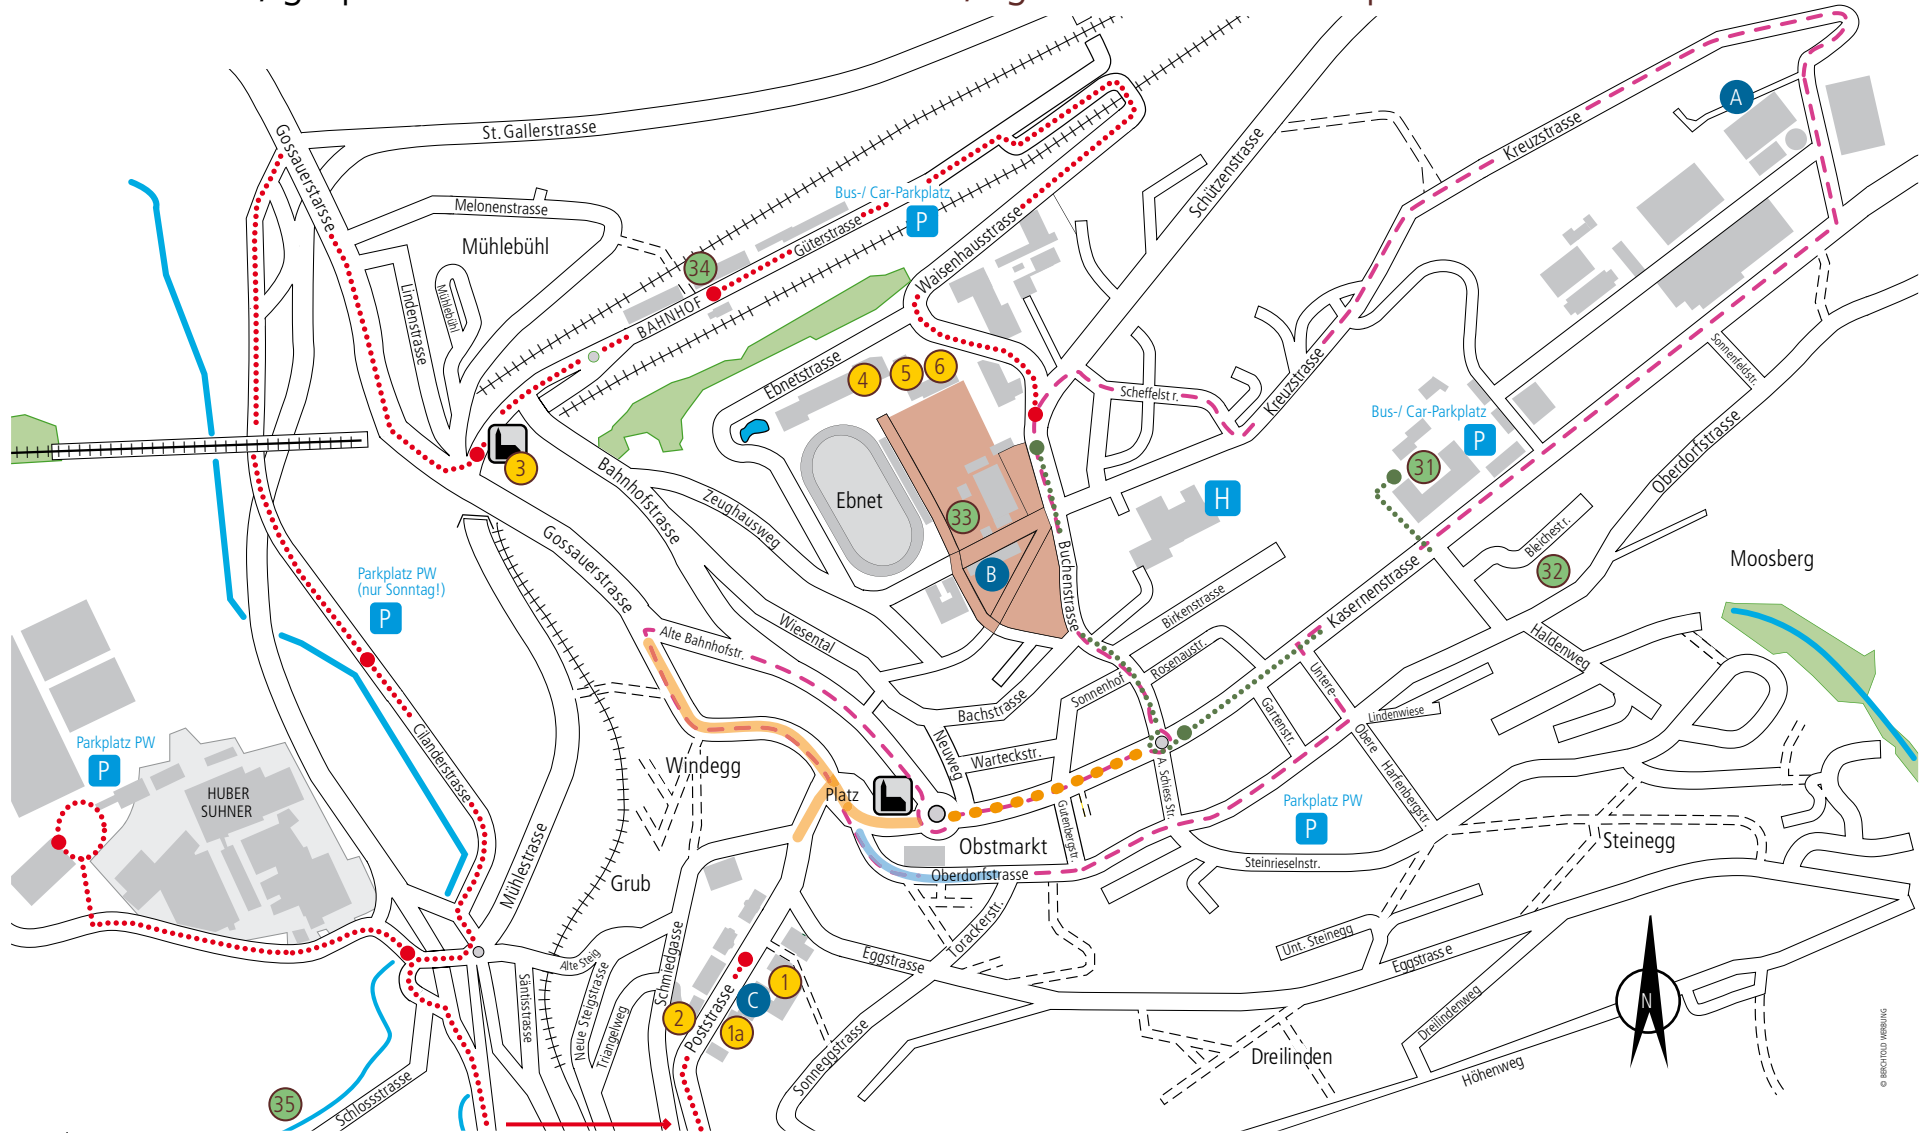 A
Gossauerstarsse
St. Gallerstrasse
Kreuzstrasse
Schützenstrasse
Melonenstrasse
Bus-/ Car-Parkplatz
P
Mühlebühl
Güterstrasse
Waisenhausstrasse
34
Lindenstrasse
Mühlebühl
BAHNHOF
Ebnetstrasse
4
5
6
Scheffelst r.
Kreuzstrasse
Sonnenfeldstr.
Bus-/ Car-Parkplatz
P
31
Oberdorfstrasse
3
Bahnhofstrasse
Zeughausweg
Ebnet
33
H
Gossauerstrasse
B
Buchenstrasse
Bleichestr.
32
Moosberg
Parkplatz PW
(nur Sonntag!)
P
Birkenstrasse
Kasernenstrasse
Wiesental
Alte Bahnhofstr.
Rosenaustr.
Haldenweg
Sonnenhof
Untere-
Bachstrasse
Gartenstr.
Lindenwiese
Obere
Harfenbergstr.
Cilanderstrasse
Parkplatz PW
P
Neuweg
Warteckstr.
Windegg
A. Schiess Str.
HUBER
SUHNER
Platz
Parkplatz PW
P
Gutenbergstr.
Obstmarkt
Steinegg
Steinrieselnstr.
Oberdorfstrasse
Mühlestrasse
Grub
Torackerstr.
Unt. Steinegg
Eggstrasse
Eggstrasse
Alte Steig
Schmiedgasse
1
C
2
1a
Poststrasse
Säntisstrasse
Neue Steigstrasse
Triangelweg
Sonneggstrasse
Dreilindenweg
N
Dreilinden
Höhenweg
35
Schlossstrasse
© BERCHTOLD WERBUNG